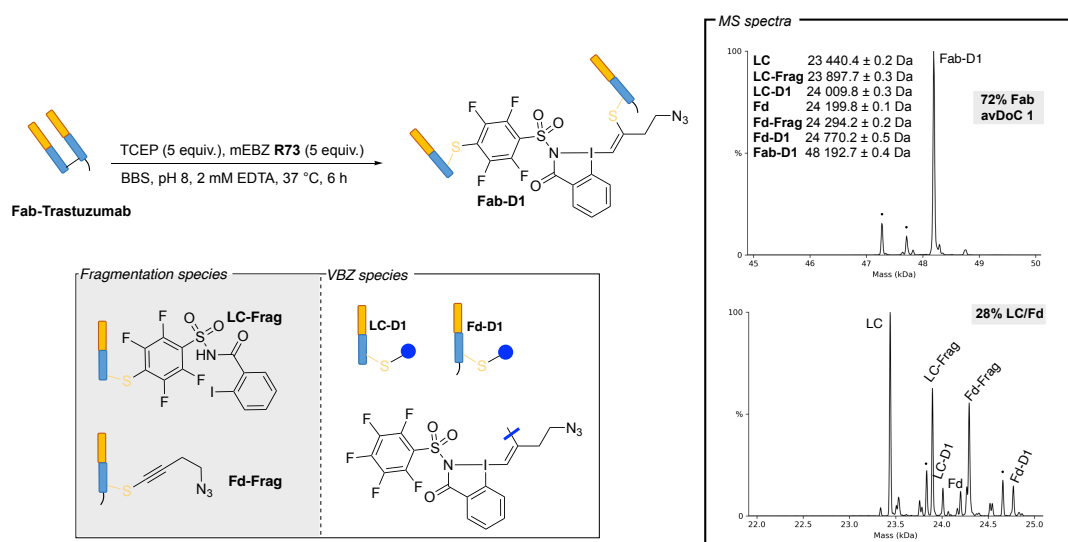 TCEP (5 equiv.), mEBZ R73 (5 equiv.)
BBS, pH 8, 2 mM EDTA, 37 °C, 6 h
Fab-Trastuzumab
S
F
F
F
F
O
O
S
N
O
I
S
N3
Fab-D1
Fragmentation species
LC-Frag
S
F
F
F
F
O
O
S
NH
O
I
S
N3
Fd-Frag
VBZ species
LC-D1
S
Fd-D1
S
F
F
F
F
F
O
O
S
N
O
I
N3
MS spectra
100
%
0
LC 23 440.4 ± 0.2 Da
LC-Frag 23 897.7 ± 0.3 Da
LC-D1 24 009.8 ± 0.3 Da
Fd 24 199.8 ± 0.1 Da
Fd-Frag 24 294.2 ± 0.2 Da
Fd-D1 24 770.2 ± 0.5 Da
Fab-D1 48 192.7 ± 0.4 Da
Fab-D1
72% Fab
avDoC 1
45 46 47 48 49 50
Mass (kDa)
100
%
0
28% LC/Fd
LC
LC-Frag
LC-D1
Fd
Fd-Frag
Fd-D1
22.0 22.5 23.0 23.5 24.0 24.5 25.0
Mass (kDa)